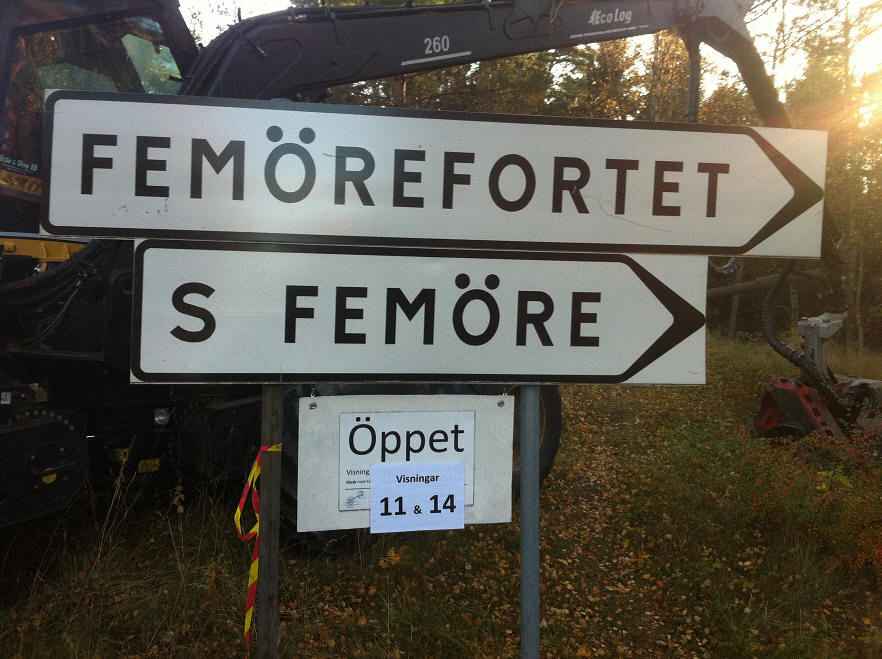 EcoLog
260
FEMÖREFORTET
S FEMÖRE
Öppet
Visningar
11 & 14